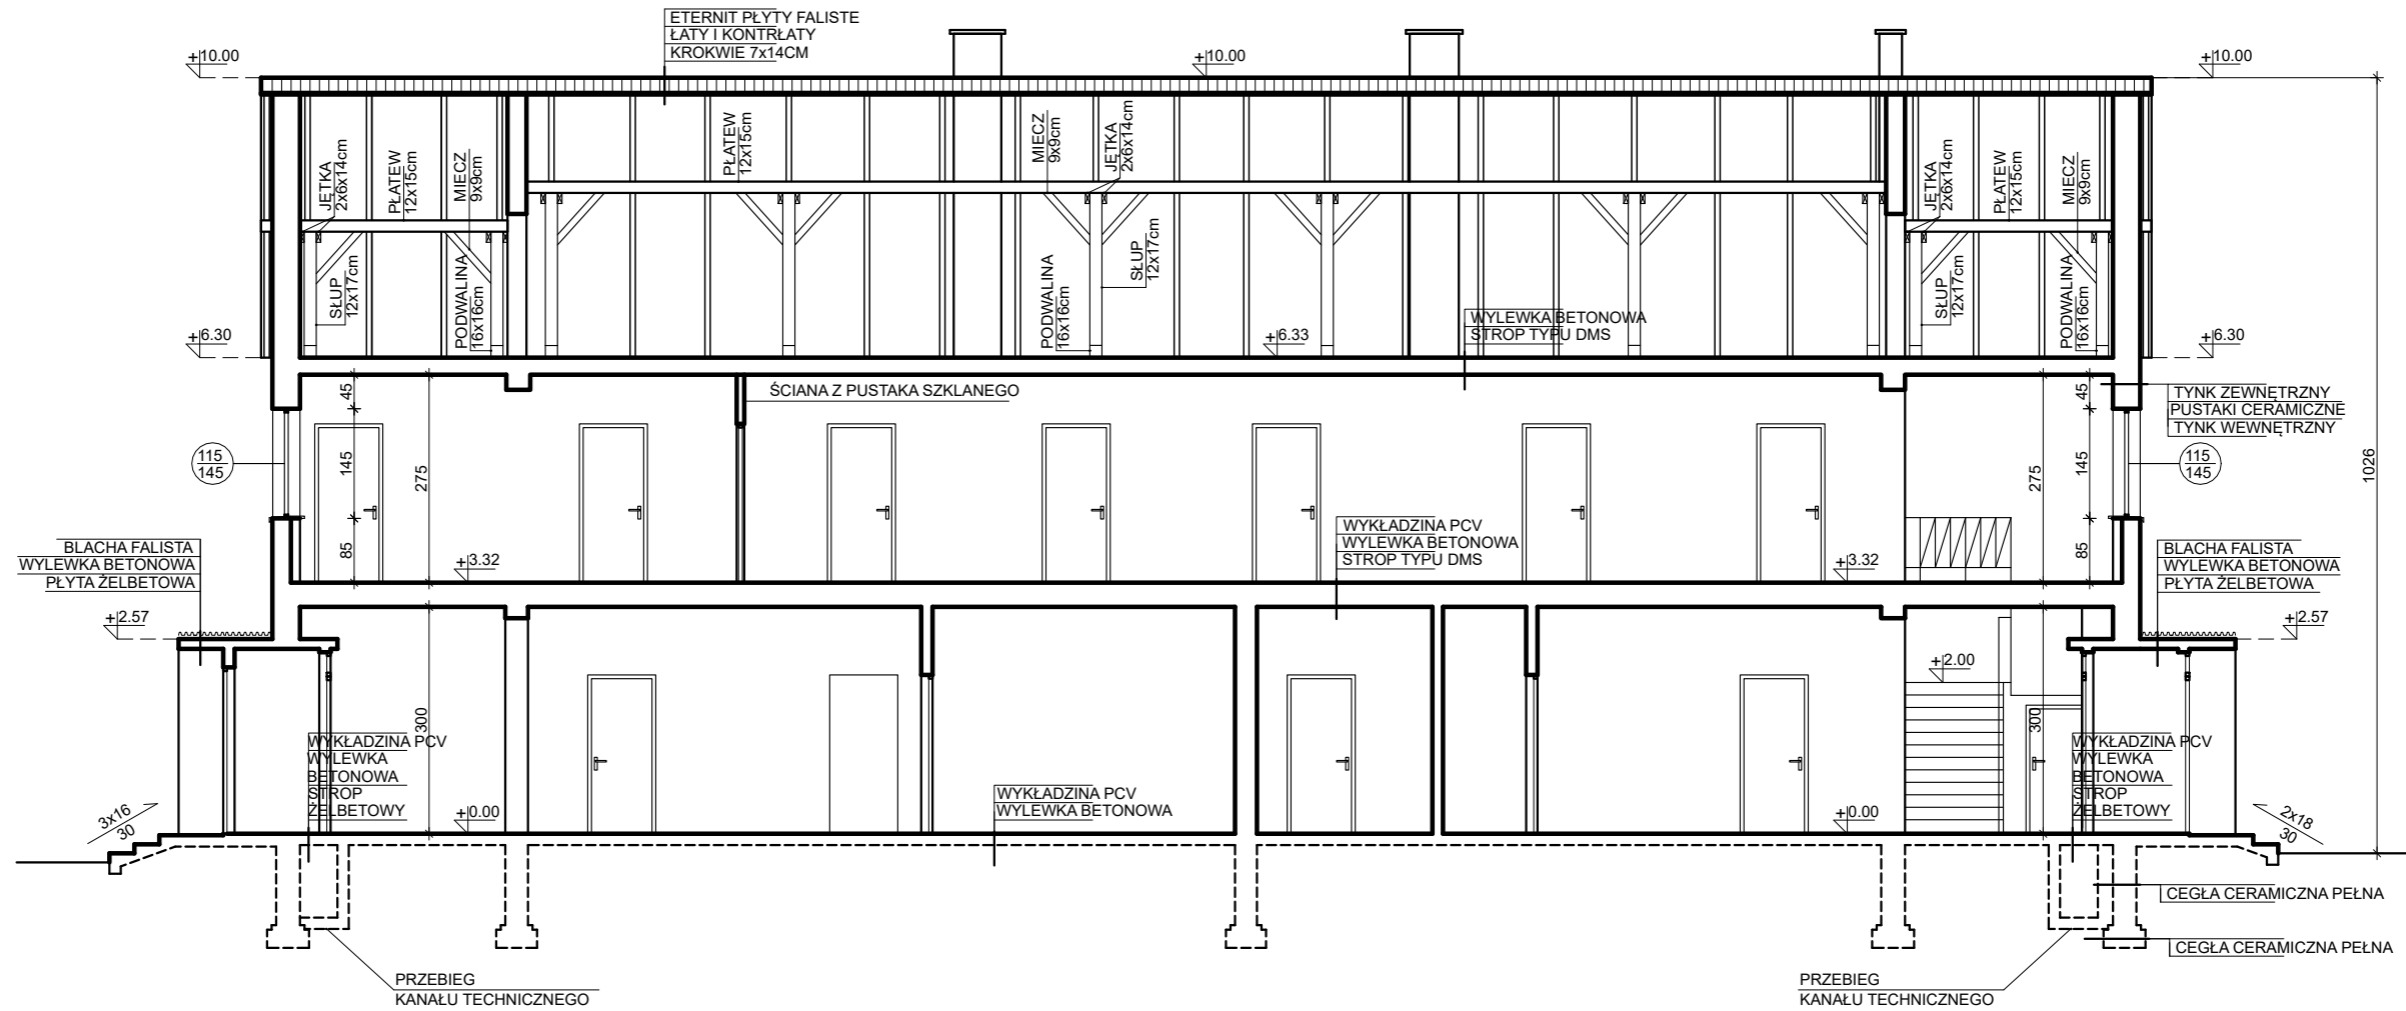 ETERNIT PŁYTY FALISTE
ŁATY I KONTRŁATY
KROKWIE 7x14CM
+10.00
+10.00
+10.00
JĘTKA
2x6x14cm
PŁATEW
12x15cm
MIECZ
9x9cm
PŁATEW
12x15cm
MIECZ
9x9cm
JĘTKA
2x6x14cm
JĘTKA
2x6x14cm
PŁATEW
12x15cm
MIECZ
9x9cm
SŁUP
12x17cm
PODWALINA
16x16cm
PODWALINA
16x16cm
SŁUP
12x17cm
SŁUP
12x17cm
PODWALINA
16x16cm
+6.30
+6.33
WYLEWKA BETONOWA
STROP TYPU DMS
+6.30
45
275
ŚCIANA Z PUSTAKA SZKLANEGO
275
45
TYNK ZEWNĘTRZNY
PUSTAKI CERAMICZNE
TYNK WEWNĘTRZNY
115
145
145
145
115
145
1026
85
85
BLACHA FALISTA
WYLEWKA BETONOWA
PŁYTA ŻELBETOWA
+3.32
WYKŁADZINA PCV
WYLEWKA BETONOWA
STROP TYPU DMS
+3.32
BLACHA FALISTA
WYLEWKA BETONOWA
PŁYTA ŻELBETOWA
+2.57
+2.57
+2.00
300
300
WYKŁADZINA PCV
WYLEWKA
BETONOWA
STROP
ŻELBETOWY
WYKŁADZINA PCV
WYLEWKA BETONOWA
WYKŁADZINA PCV
WYLEWKA
BETONOWA
STROP
ŻELBETOWY
3x16
30
+0.00
+0.00
2x18
30
CEGŁA CERAMICZNA PEŁNA
CEGŁA CERAMICZNA PEŁNA
PRZEBIEG
KANAŁU TECHNICZNEGO
PRZEBIEG
KANAŁU TECHNICZNEGO